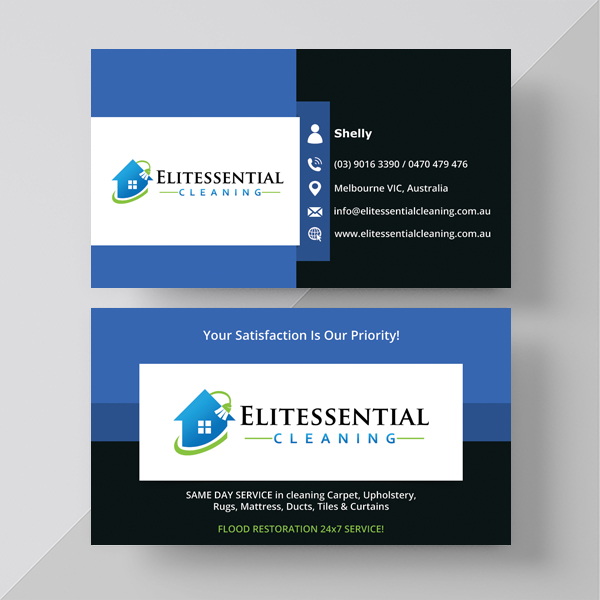 ELITESSENTIAL
CLEANING
Shelly
(03) 9016 3390 / 0470 479 476
Melbourne VIC, Australia
info@elitessentialcleaning.com.au
www.elitessentialcleaning.com.au
Your Satisfaction Is Our Priority!
ELITESSENTIAL
CLEANING
SAME DAY SERVICE in cleaning Carpet, Upholstery,
Rugs, Mattress, Ducts, Tiles & Curtains
FLOOD RESTORATION 24x7 SERVICE!